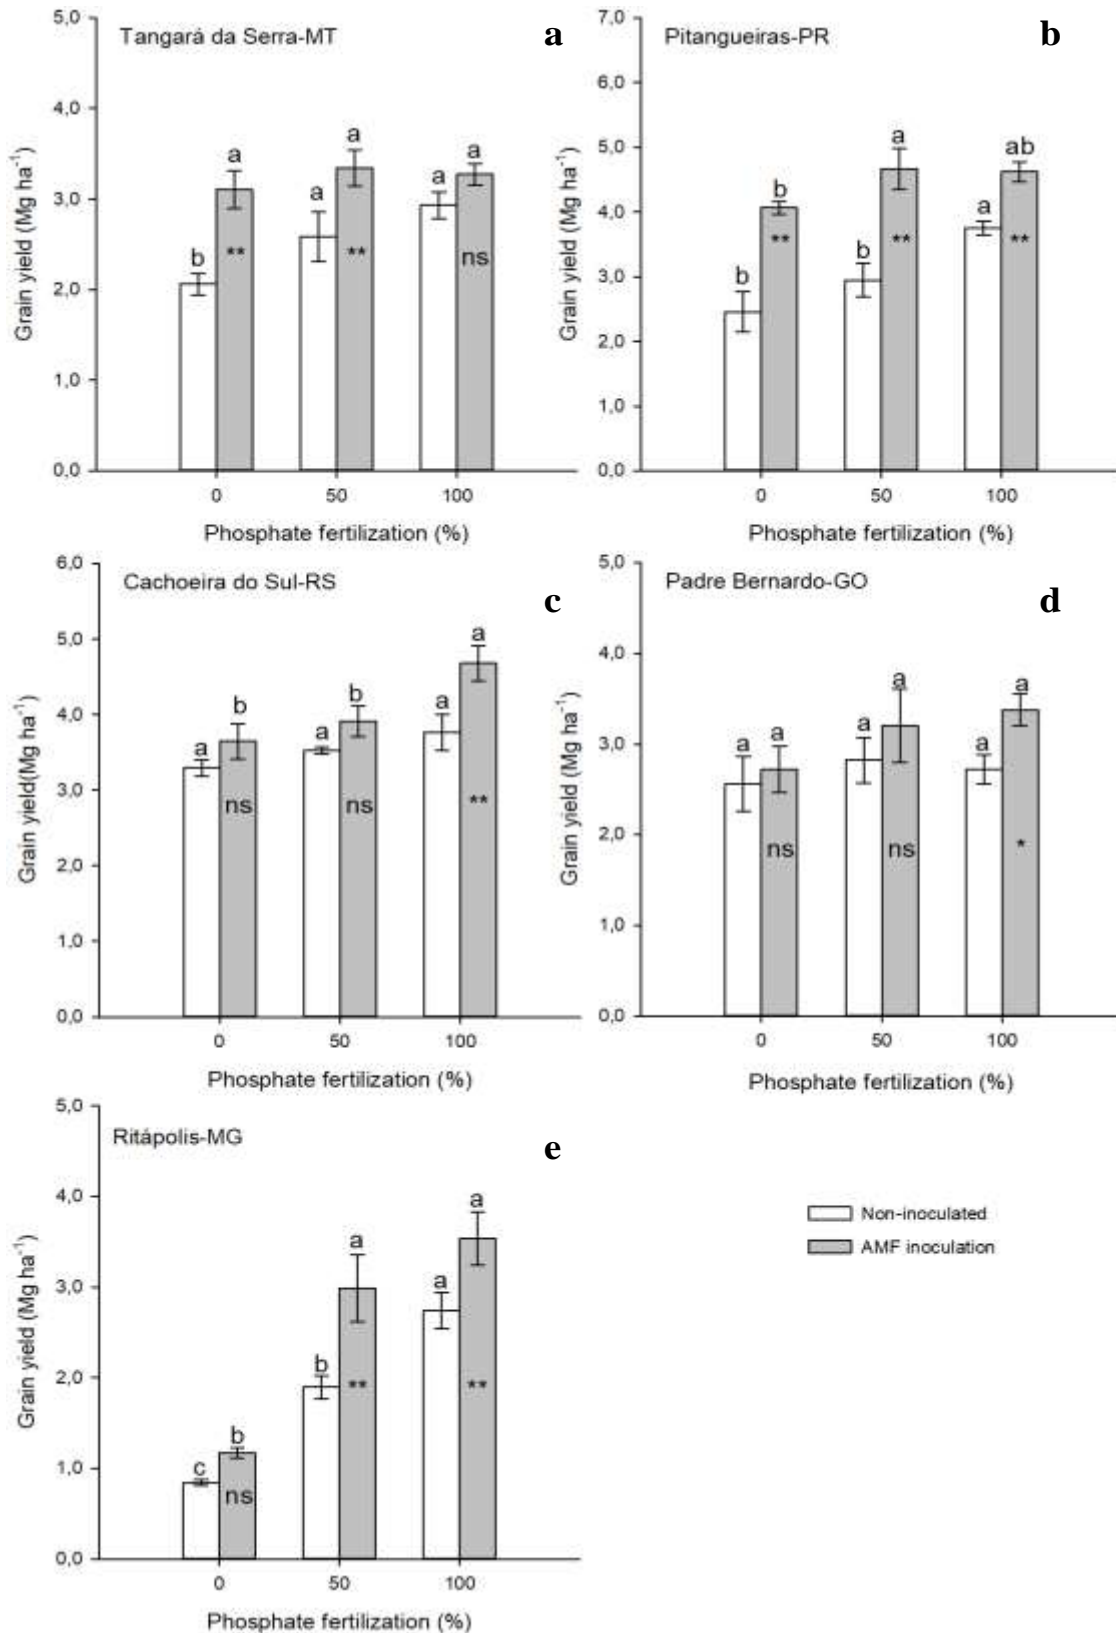 Tangará da Serra-MT
a
5,0
4,0
3,0
2,0
1,0
0,0
Grain yield (Mg ha⁻¹)
b
a
**
a
a
**
a
a
ns
0
50
100
Phosphate fertilization (%)
Pitangueiras-PR
b
7,0
6,0
5,0
4,0
3,0
2,0
1,0
0,0
Grain yield (Mg ha⁻¹)
b
b
**
b
a
**
a
ab
**
0
50
100
Phosphate fertilization (%)
Cachoeira do Sul-RS
c
6,0
5,0
4,0
3,0
2,0
1,0
0,0
Grain yield(Mg ha⁻¹)
a
b
ns
a
b
ns
a
a
**
0
50
100
Phosphate fertilization (%)
Padre Bernardo-GO
d
5,0
4,0
3,0
2,0
1,0
0,0
Grain yield (Mg ha⁻¹)
a
a
ns
a
a
ns
a
a
*
0
50
100
Phosphate fertilization (%)
Ritápolis-MG
e
5,0
4,0
3,0
2,0
1,0
0,0
Grain yield (Mg ha⁻¹)
c
b
ns
b
a
**
a
a
**
0
50
100
Phosphate fertilization (%)
Non-inoculated
AMF inoculation